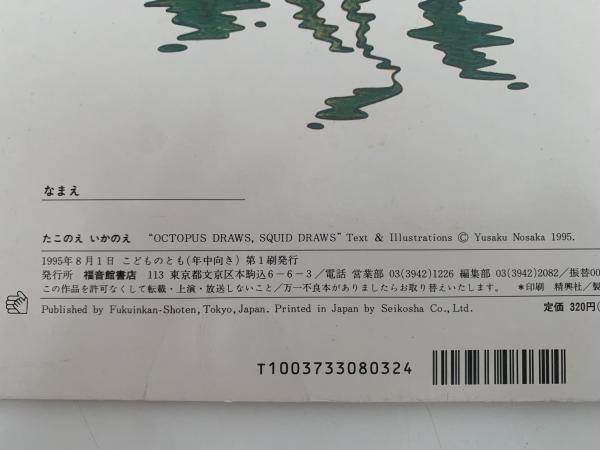 なまえ
たこのえ いかのえ "OCTOPUS DRAWS, SQUID DRAWS" Text & Illustrations © Yusaku Nosaka 1995.
1995年8月1日 こどものとも(年中向き) 第1刷発行
発行所 福音館書店 113 東京都文京区本駒込6-6-3/電話 営業部 03(3942)1226 編集部 03(3942)2082/振替00
この作品を許可なくして転載・上演・放送しないこと/万一不良本がありましたらお取り替えいたします。 *印刷 精興社/製
Published by Fukuinkan-Shoten, Tokyo, Japan. Printed in Japan by Seikosha Co., Ltd. 定価 320円(
T1003733080324